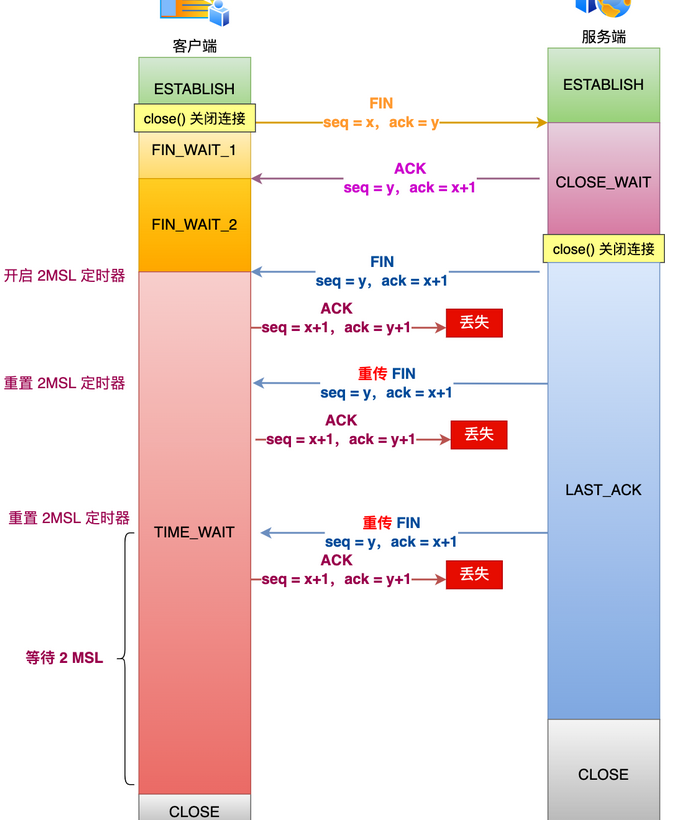 客户端
服务端
ESTABLISH
ESTABLISH
close() 关闭连接
FIN
seq = x，ack = y
FIN_WAIT_1
ACK
seq = y，ack = x+1
CLOSE_WAIT
FIN_WAIT_2
close() 关闭连接
开启 2MSL 定时器
FIN
seq = y，ack = x+1
ACK
seq = x+1，ack = y+1
丢失
重置 2MSL 定时器
重传 FIN
seq = y，ack = x+1
ACK
seq = x+1，ack = y+1
丢失
LAST_ACK
重置 2MSL 定时器
TIME_WAIT
重传 FIN
seq = y，ack = x+1
ACK
seq = x+1，ack = y+1
丢失
等待 2 MSL
CLOSE
CLOSE